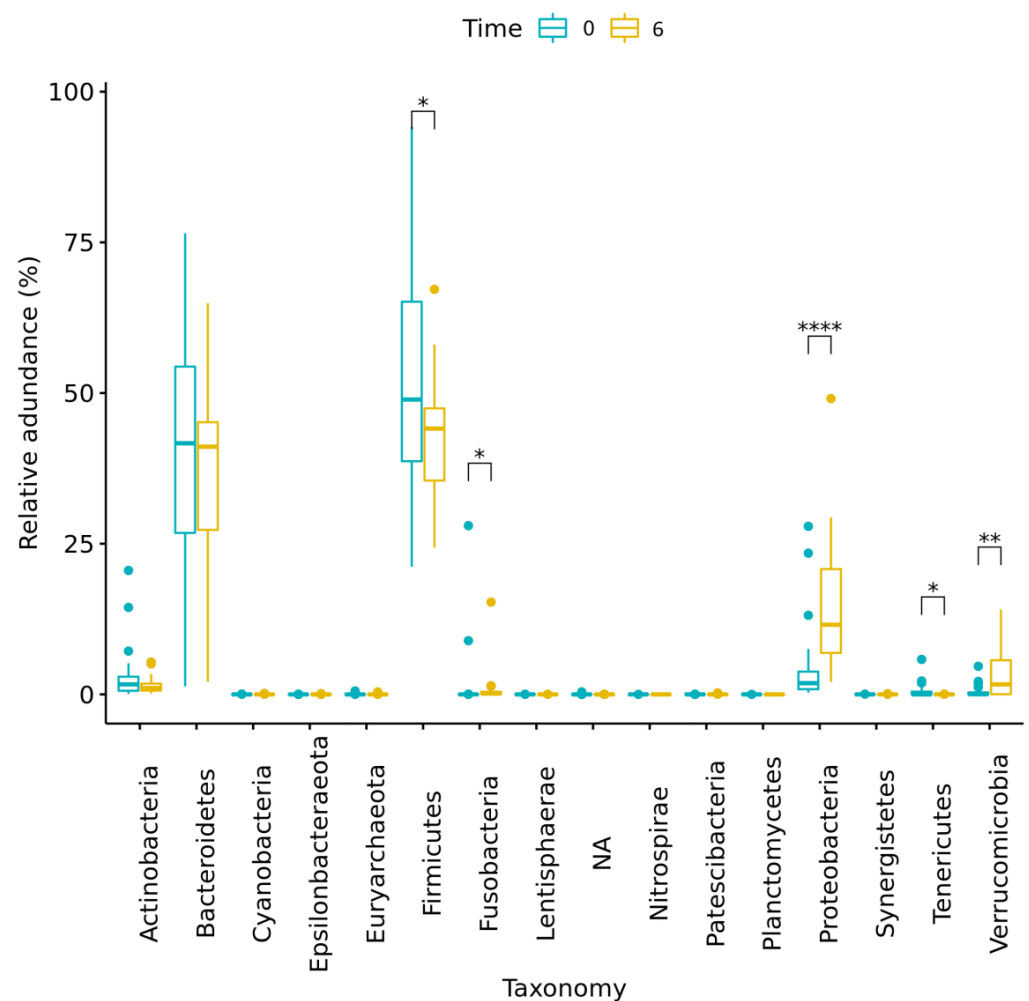 Time 0 6
Relative adundance (%)
100
75
50
25
0
*
*
****
*
**
Actinobacteria
Bacteroidetes
Cyanobacteria
Epsilonbacteraeota
Euryarchaeota
Firmicutes
Fusobacteria
Lentisphaerae
NA
Nitrospirae
Patescibacteria
Planctomycetes
Proteobacteria
Synergistetes
Tenericutes
Verrucomicrobia
Taxonomy